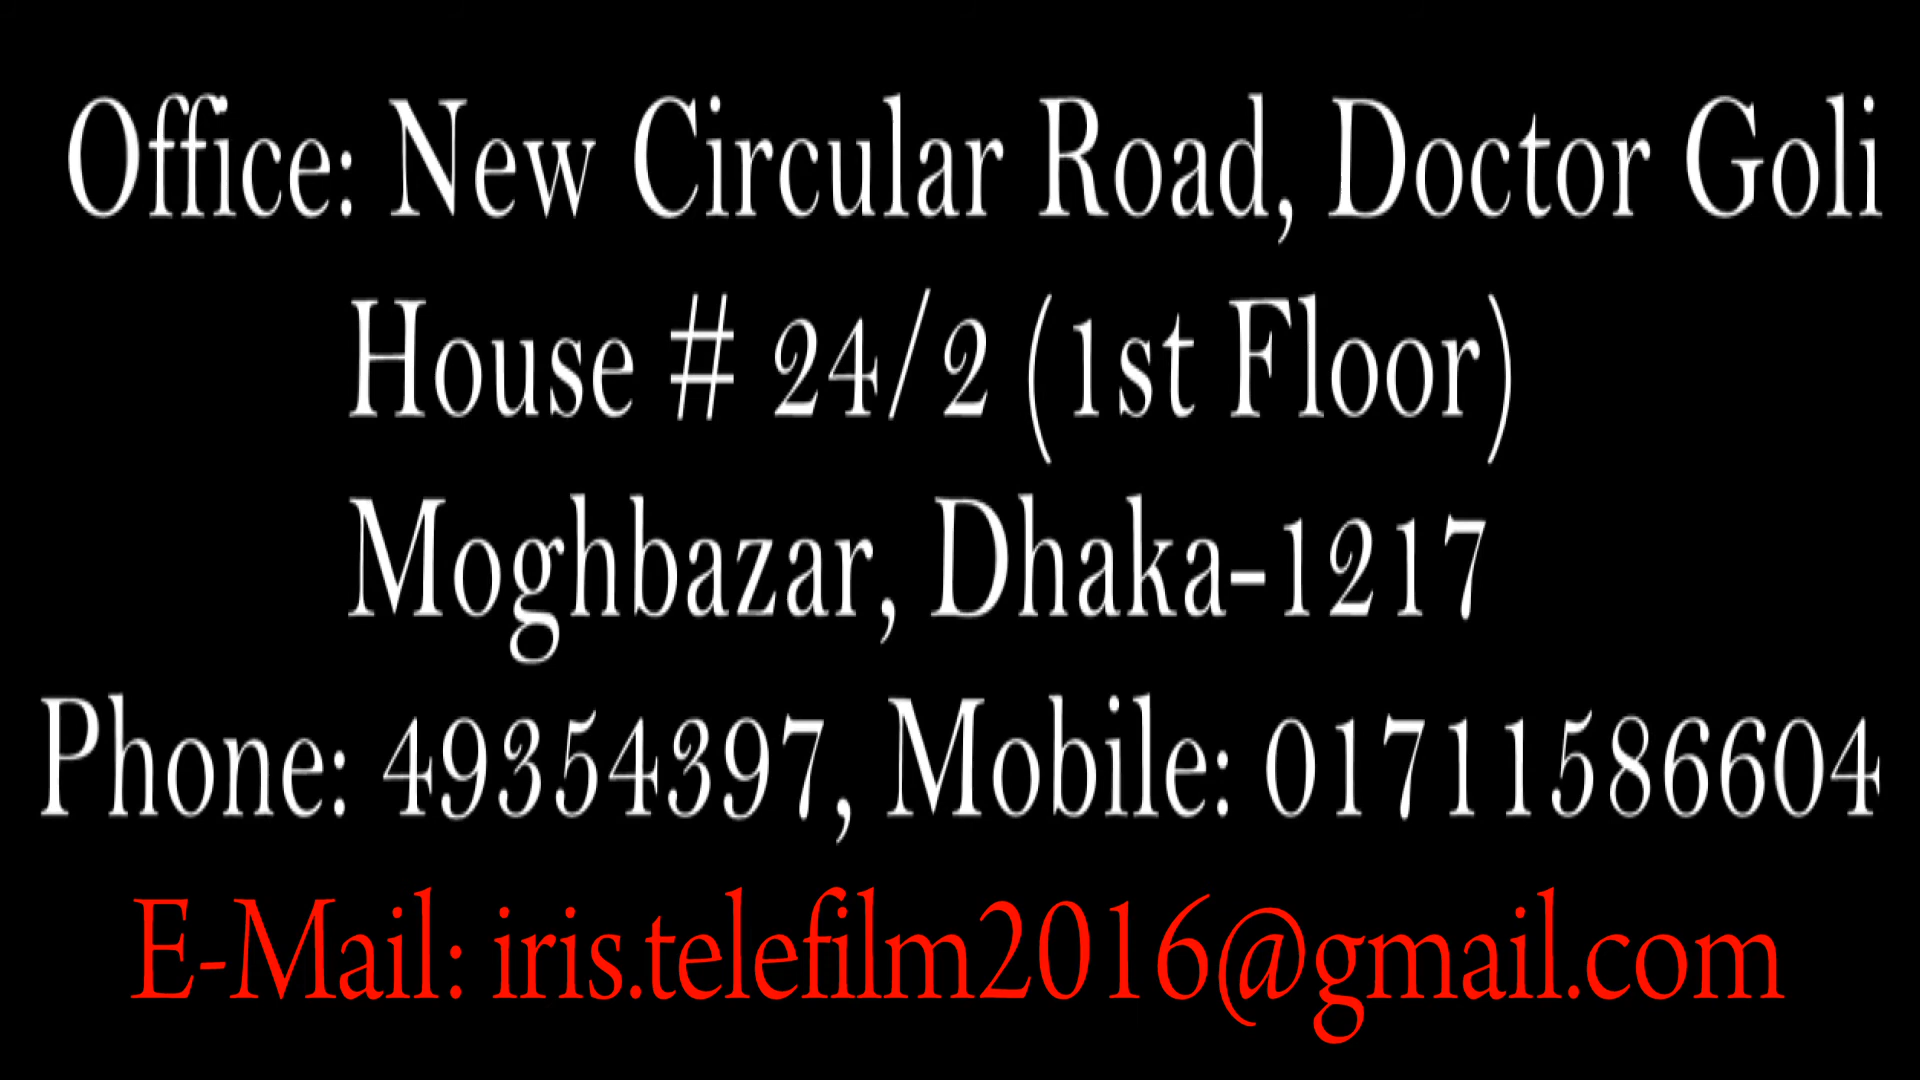 Office: New Circular Road, Doctor Goli
House # 24/2 (1st Floor)
Moghbazar, Dhaka-1217
Phone: 49354397, Mobile: 01711586604
E-Mail: iris.telefilm2016@gmail.com